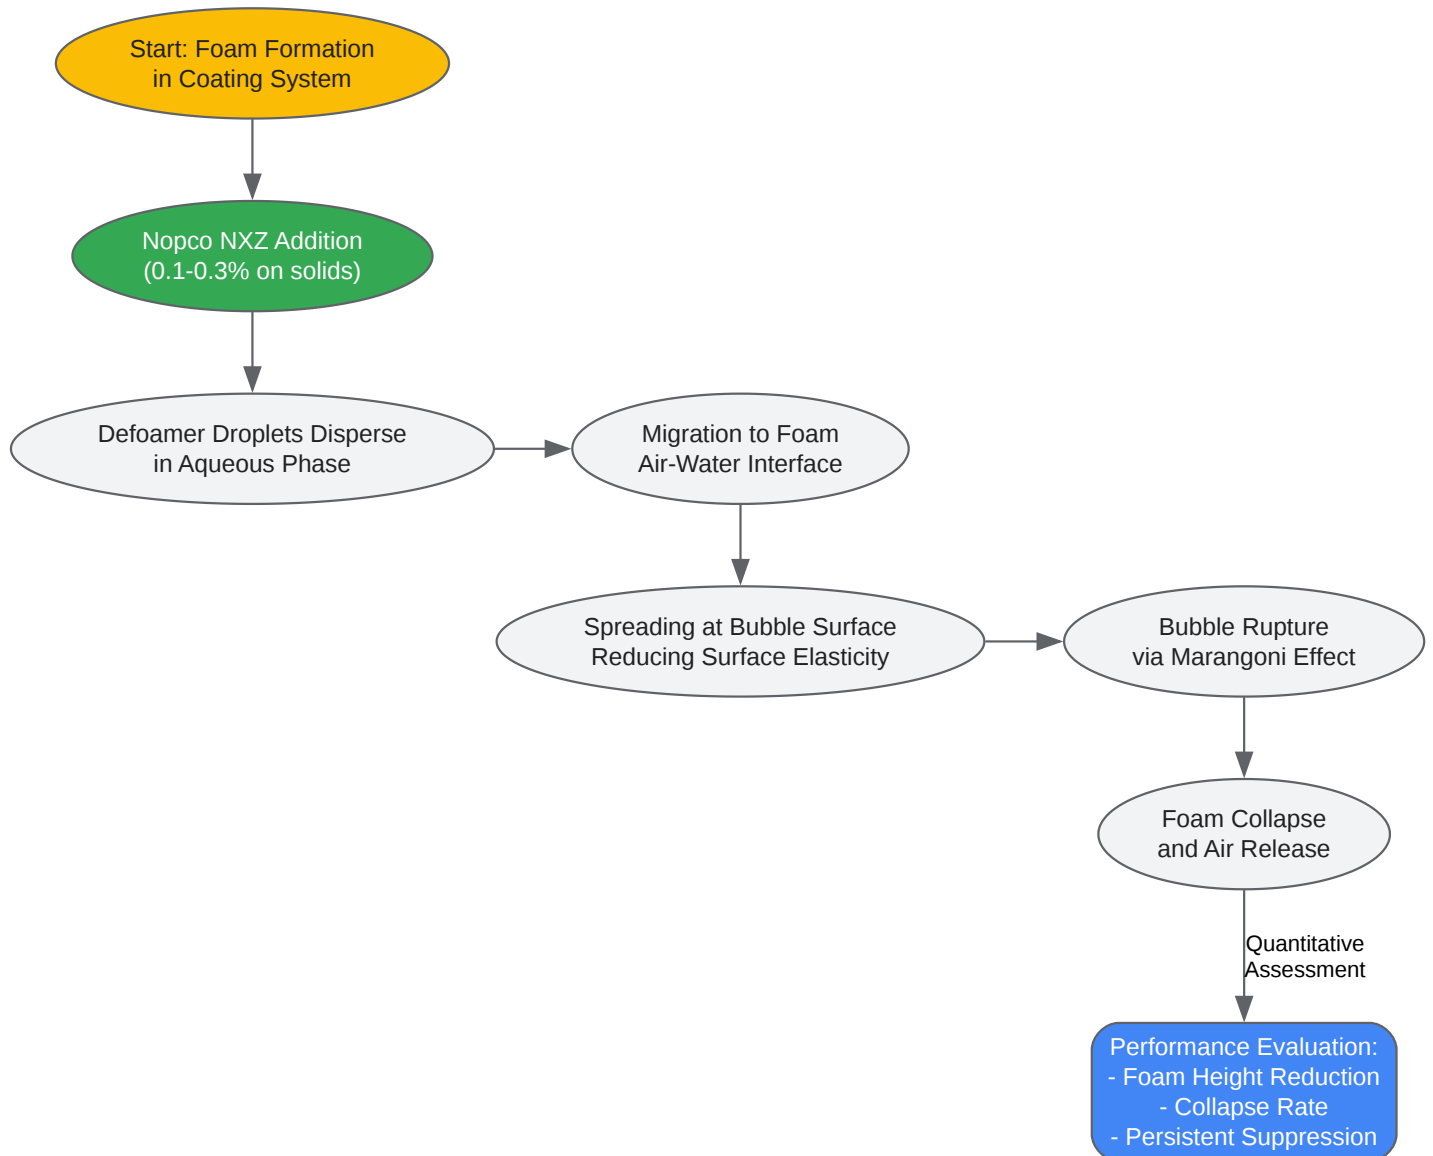 Start: Foam Formation
in Coating System
Nopco NXZ Addition
(0.1-0.3% on solids)
Defoamer Droplets Disperse
in Aqueous Phase
Migration to Foam
Air-Water Interface
Spreading at Bubble Surface
Reducing Surface Elasticity
Bubble Rupture
via Marangoni Effect
Foam Collapse
and Air Release
Quantitative
Assessment
Performance Evaluation:
- Foam Height Reduction
- Collapse Rate
- Persistent Suppression